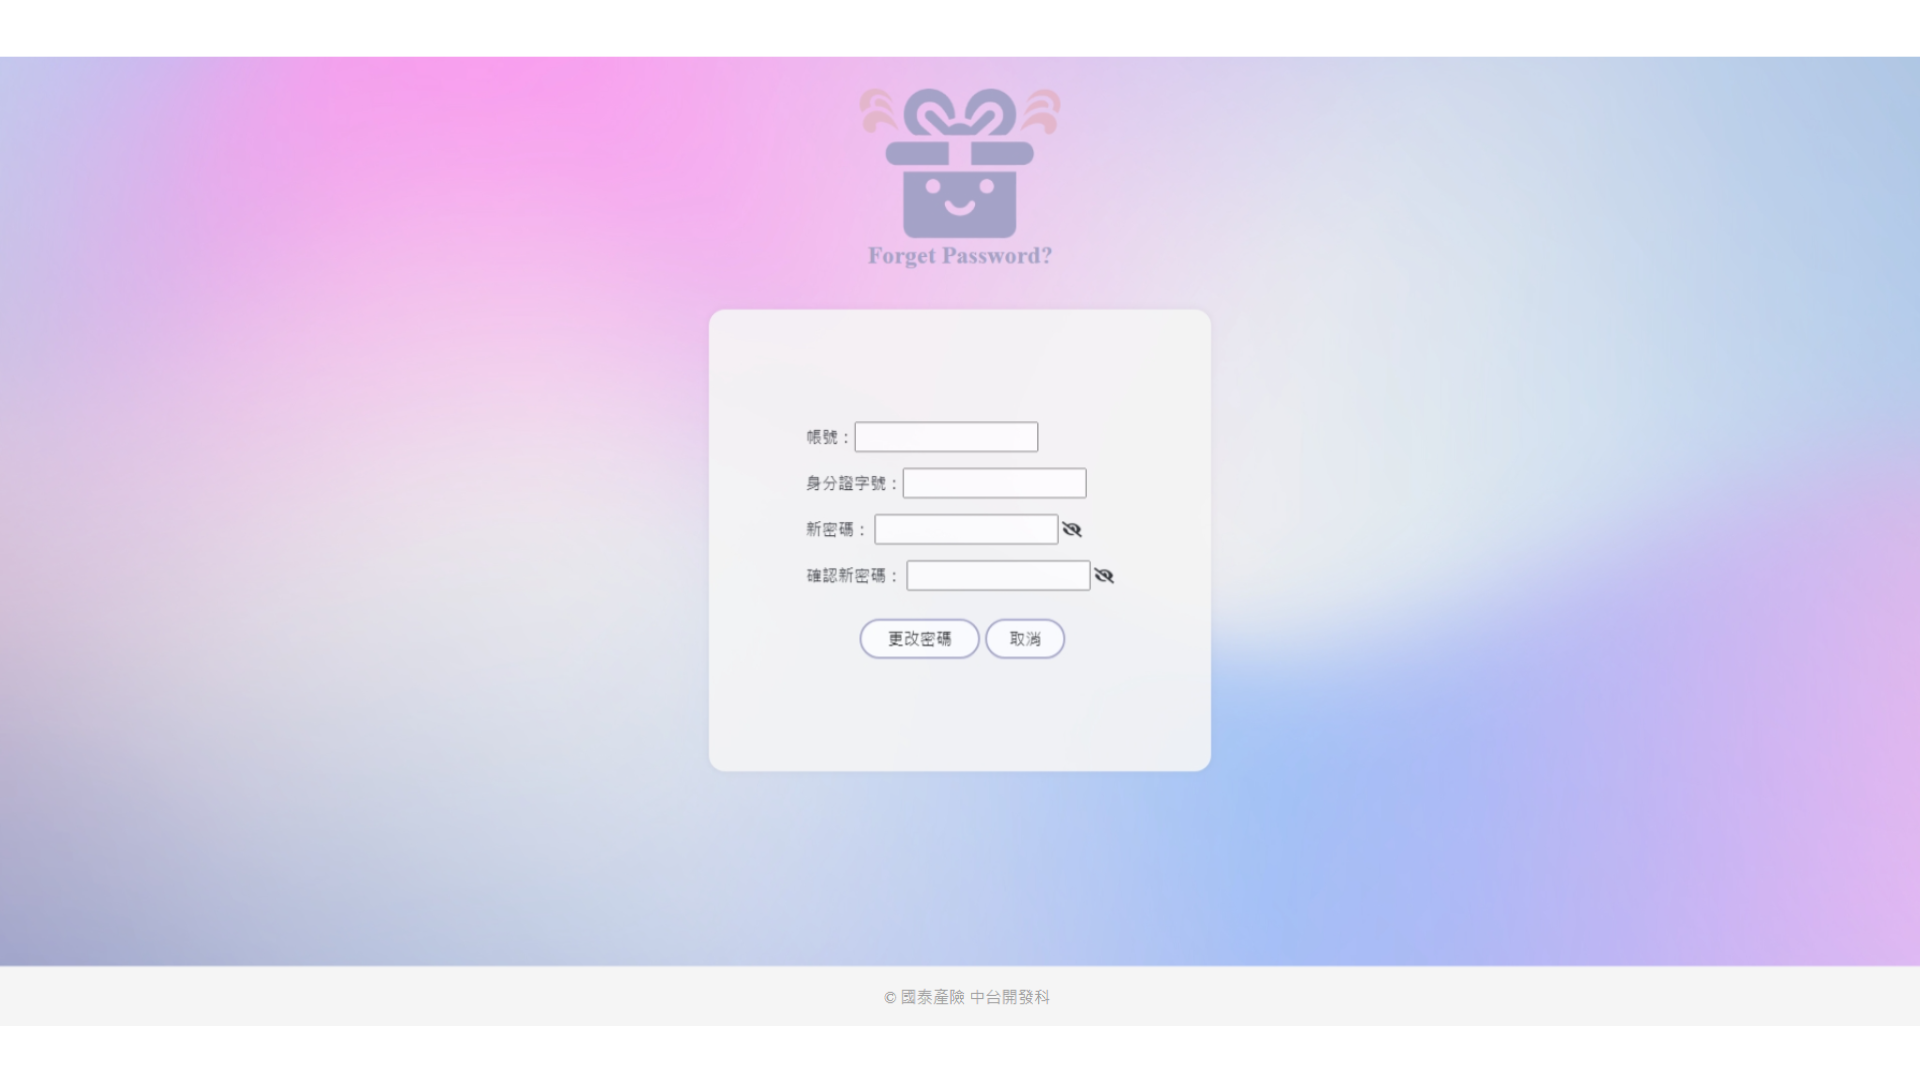 Forget Password?
帳號：
身分證字號：
新密碼：
確認新密碼：
更改密碼 取消
© 國泰產險 中台開發科